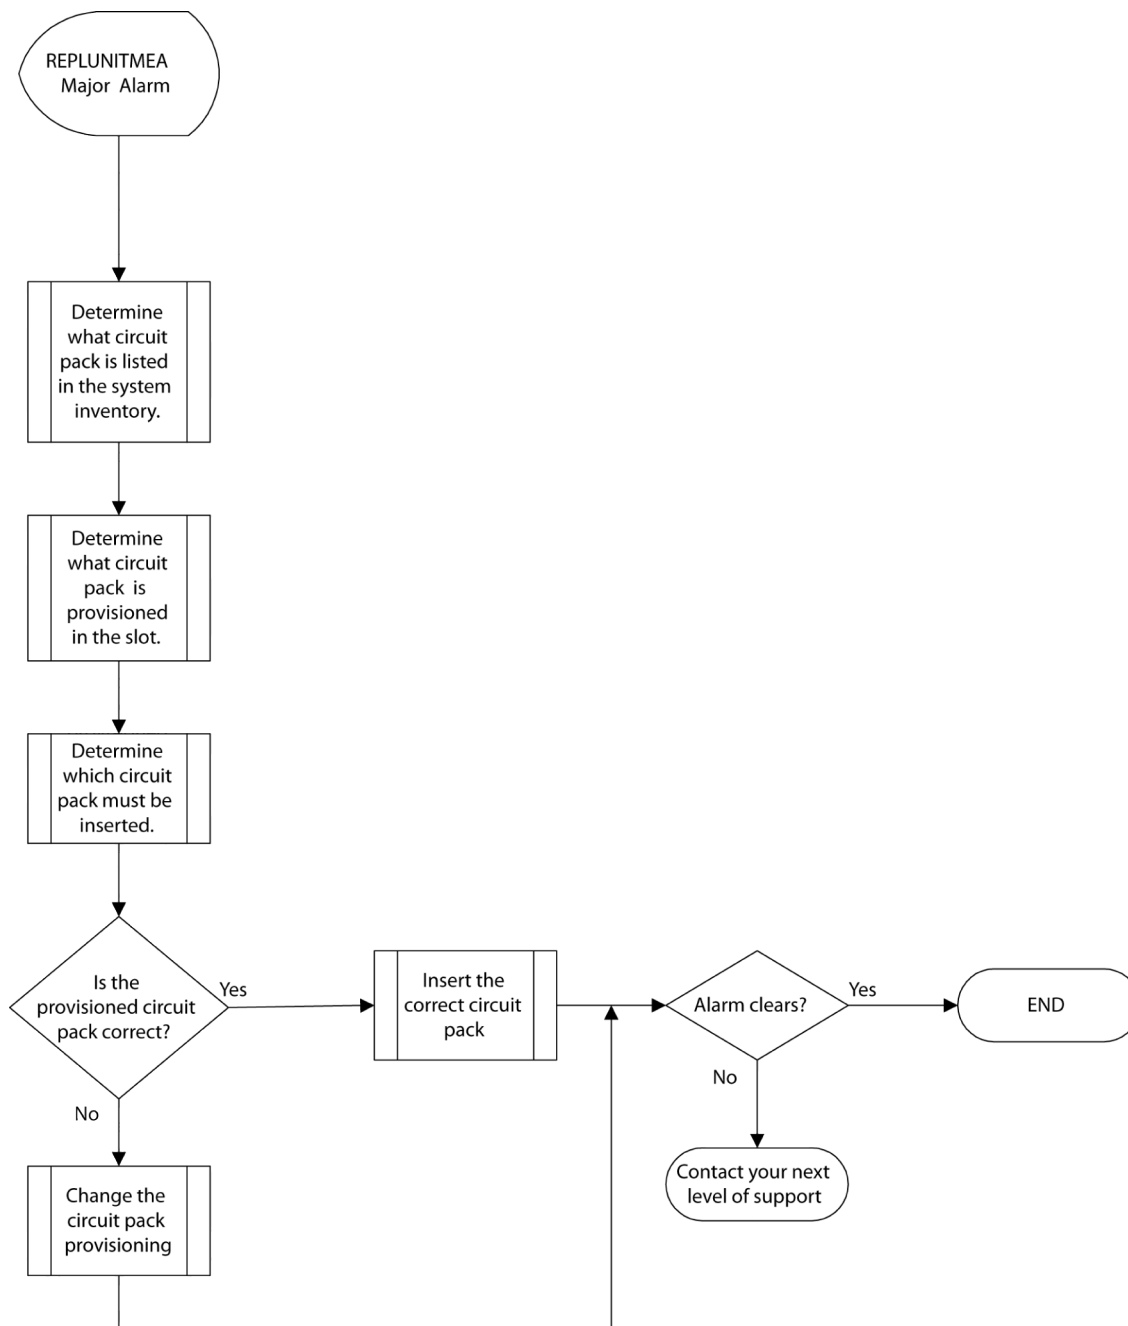 REPLUNITMEA
Major Alarm
Determine
what circuit
pack is listed
in the system
inventory.
Determine
what circuit
pack is
provisioned
in the slot.
Determine
which circuit
pack must be
inserted.
Is the
provisioned circuit
pack correct?
Yes
Insert the
correct circuit
pack
Alarm clears?
Yes
END
No
Contact your next
level of support
No
Change the
circuit pack
provisioning